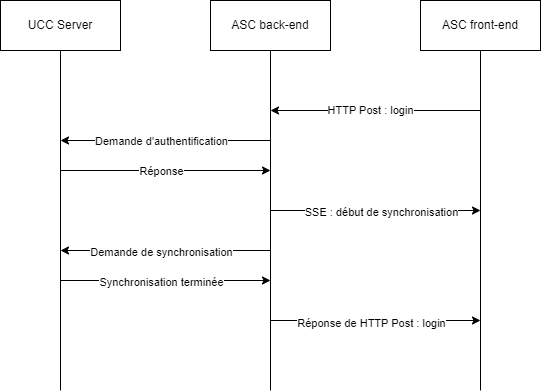 UCC Server
ASC back-end
ASC front-end
HTTP Post : login
Demande d'authentification
Réponse
SSE : début de synchronisation
Demande de synchronisation
Synchronisation terminée
Réponse de HTTP Post : login